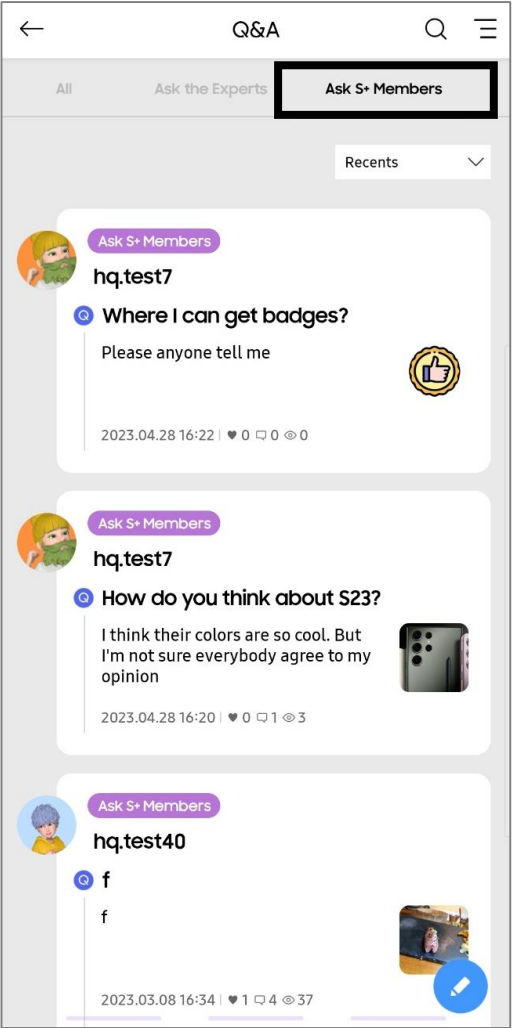 Q&A
All Ask the Experts Ask S+ Members
Recents
Ask S+ Members
hq.test7
Q Where I can get badges?
Please anyone tell me
2023.04.28 16:22 0 0 0
Ask S+ Members
hq.test7
Q How do you think about S23?
I think their colors are so cool. But
I'm not sure everybody agree to my
opinion
2023.04.28 16:20 0 1 3
Ask S+ Members
hq.test40
Q f
f
2023.03.08 16:34 1 4 37